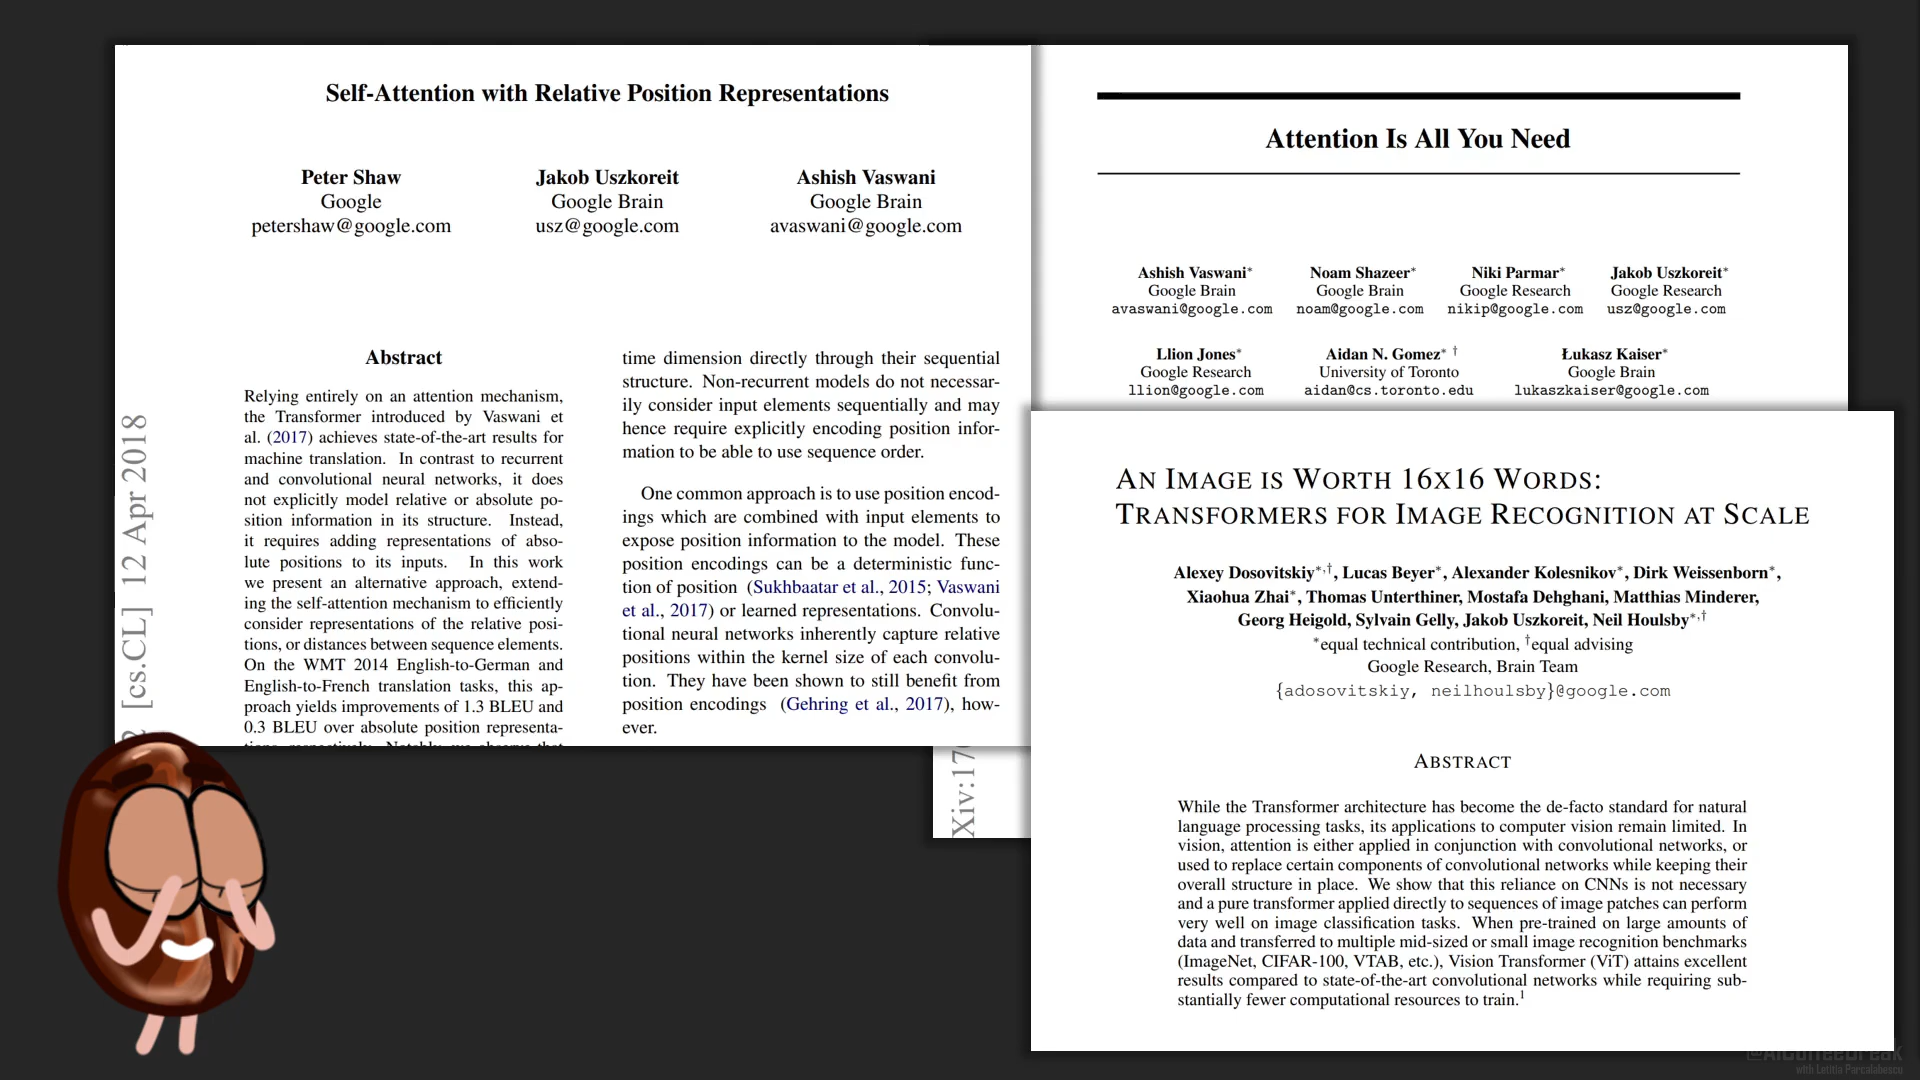 Self-Attention with Relative Position Representations
Peter Shaw
Google
petershaw@google.com
Jakob Uszkoreit
Google Brain
usz@google.com
Ashish Vaswani
Google Brain
avaswani@google.com
[cs.CL] 12 Apr 2018
Abstract
Relying entirely on an attention mechanism,
the Transformer introduced by Vaswani et
al. (2017) achieves state-of-the-art results for
machine translation. In contrast to recurrent
and convolutional neural networks, it does
not explicitly model relative or absolute po-
sition information in its structure. Instead,
it requires adding representations of abso-
lute positions to its inputs. In this work
we present an alternative approach, extend-
ing the self-attention mechanism to efficiently
consider representations of the relative posi-
tions, or distances between sequence elements.
On the WMT 2014 English-to-German and
English-to-French translation tasks, this ap-
proach yields improvements of 1.3 BLEU and
0.3 BLEU over absolute position representa-
time dimension directly through their sequential
structure. Non-recurrent models do not necessar-
ily consider input elements sequentially and may
hence require explicitly encoding position infor-
mation to be able to use sequence order.
One common approach is to use position encod-
ings which are combined with input elements to
expose position information to the model. These
position encodings can be a deterministic func-
tion of position (Sukhbaatar et al., 2015; Vaswani
et al., 2017) or learned representations. Convolu-
tional neural networks inherently capture relative
positions within the kernel size of each convolu-
tion. They have been shown to still benefit from
position encodings (Gehring et al., 2017), how-
ever.
Attention Is All You Need
Ashish Vaswani*
Google Brain
avaswani@google.com
Noam Shazeer*
Google Brain
noam@google.com
Niki Parmar*
Google Research
nikip@google.com
Jakob Uszkoreit*
Google Research
usz@google.com
Llion Jones*
Google Research
llion@google.com
Aidan N. Gomez* †
University of Toronto
aidan@cs.toronto.edu
Łukasz Kaiser*
Google Brain
lukaszkaiser@google.com
Xiv:17
AN IMAGE IS WORTH 16X16 WORDS:
TRANSFORMERS FOR IMAGE RECOGNITION AT SCALE
Alexey Dosovitskiy*,†, Lucas Beyer*, Alexander Kolesnikov*, Dirk Weissenborn*,
Xiaohua Zhai*, Thomas Unterthiner, Mostafa Dehghani, Matthias Minderer,
Georg Heigold, Sylvain Gelly, Jakob Uszkoreit, Neil Houlsby*,†
*equal technical contribution, †equal advising
Google Research, Brain Team
{adosovitskiy, neilhoulsby}@google.com
ABSTRACT
While the Transformer architecture has become the de-facto standard for natural
language processing tasks, its applications to computer vision remain limited. In
vision, attention is either applied in conjunction with convolutional networks, or
used to replace certain components of convolutional networks while keeping their
overall structure in place. We show that this reliance on CNNs is not necessary
and a pure transformer applied directly to sequences of image patches can perform
very well on image classification tasks. When pre-trained on large amounts of
data and transferred to multiple mid-sized or small image recognition benchmarks
(ImageNet, CIFAR-100, VTAB, etc.), Vision Transformer (ViT) attains excellent
results compared to state-of-the-art convolutional networks while requiring sub-
stantially fewer computational resources to train.1
with Letitia Parcalabescu